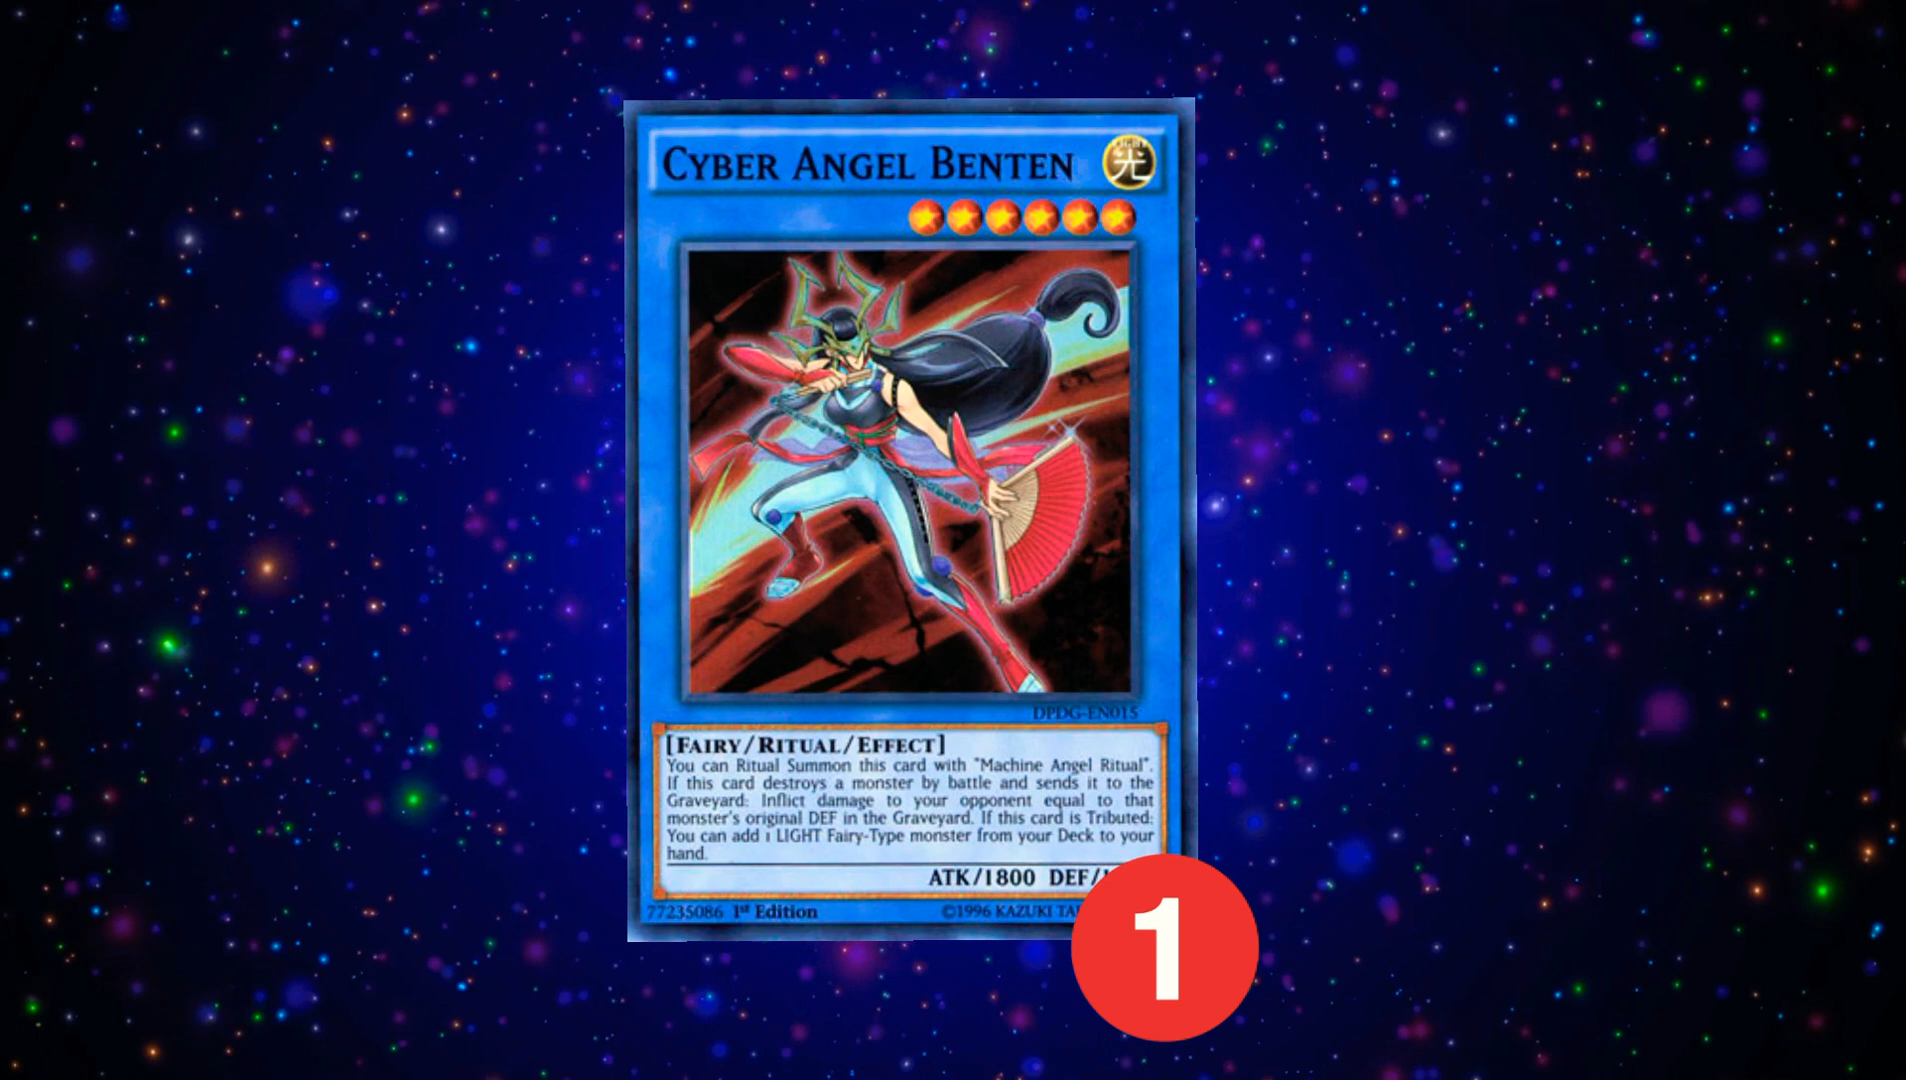 CYBER ANGEL BENTEN
LIGHT
光
DPDG-EN015
[FAIRY/RITUAL/EFFECT]
You can Ritual Summon this card with "Machine Angel Ritual".
If this card destroys a monster by battle and sends it to the
Graveyard: Inflict damage to your opponent equal to that
monster's original DEF in the Graveyard. If this card is Tributed:
You can add 1 LIGHT Fairy-Type monster from your Deck to your
hand.
ATK/1800 DEF/
77235086 1st Edition
©1996 KAZUKI
1